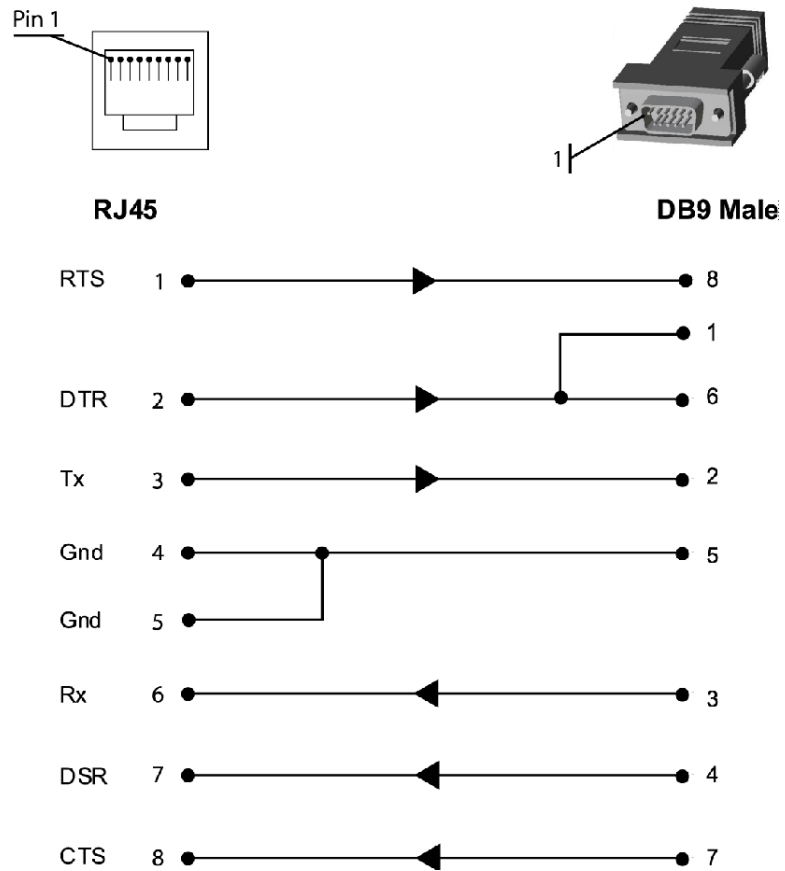 Pin 1
1
RJ45 DB9 Male
RTS 1 8
1
DTR 2 6
Tx 3 2
Gnd 4 5
Gnd 5
Rx 6 3
DSR 7 4
CTS 8 7